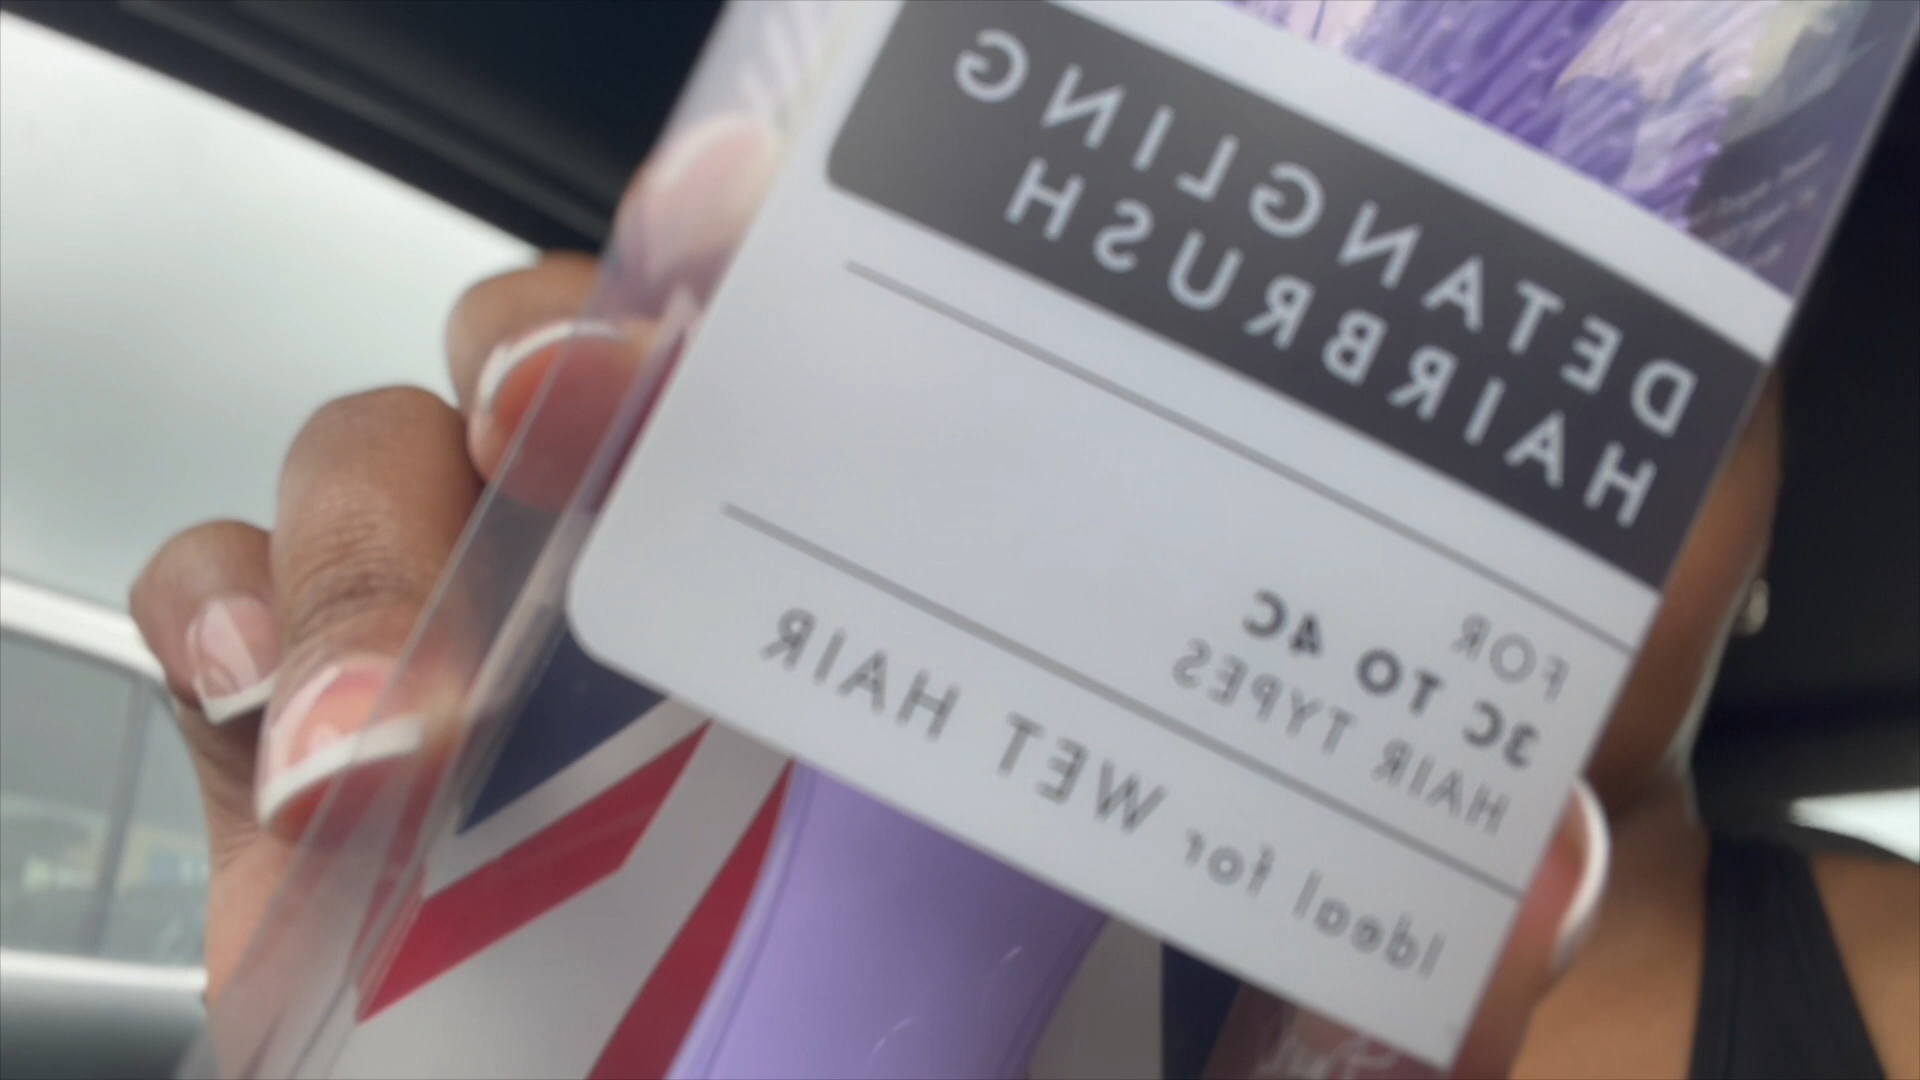 DETANGLING
HAIRBRUSH
FOR
3C TO 4C
HAIR TYPES
Ideal for WET HAIR